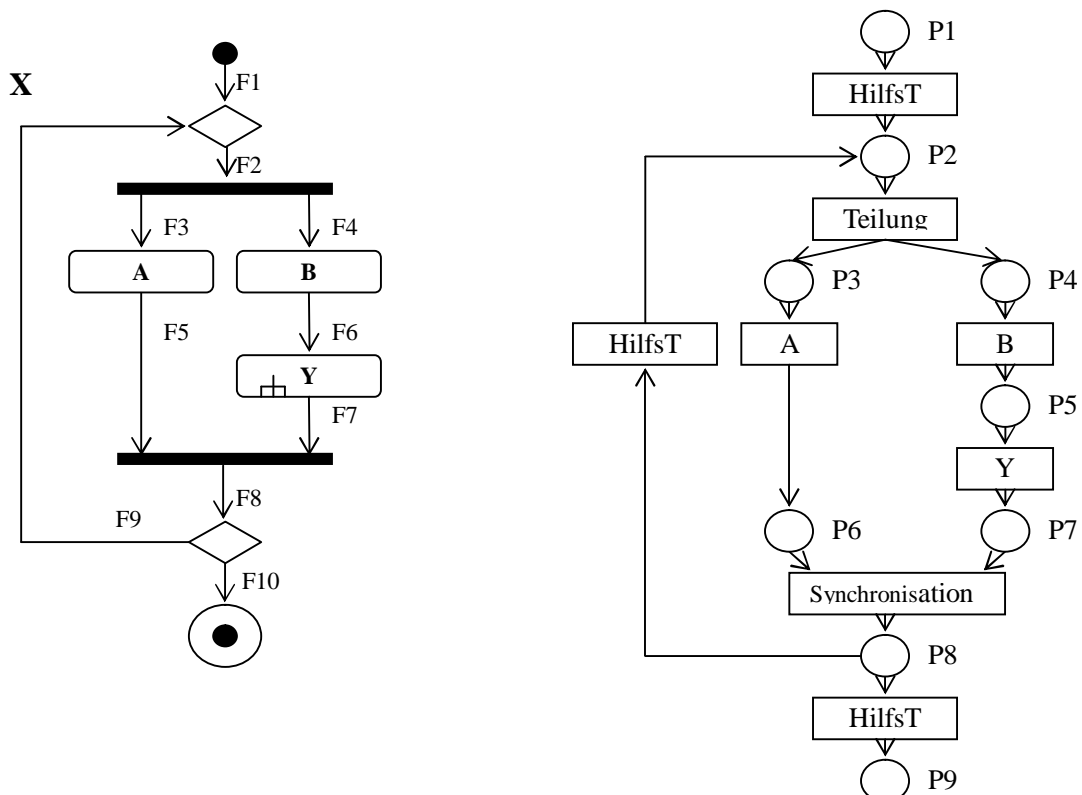 X
F1
F2
F3
F4
A
B
F5
F6
Y
F7
F8
F9
F10
P1
HilfsT
P2
Teilung
P3
P4
HilfsT
A
B
P5
Y
P6
P7
Synchronisation
P8
HilfsT
P9